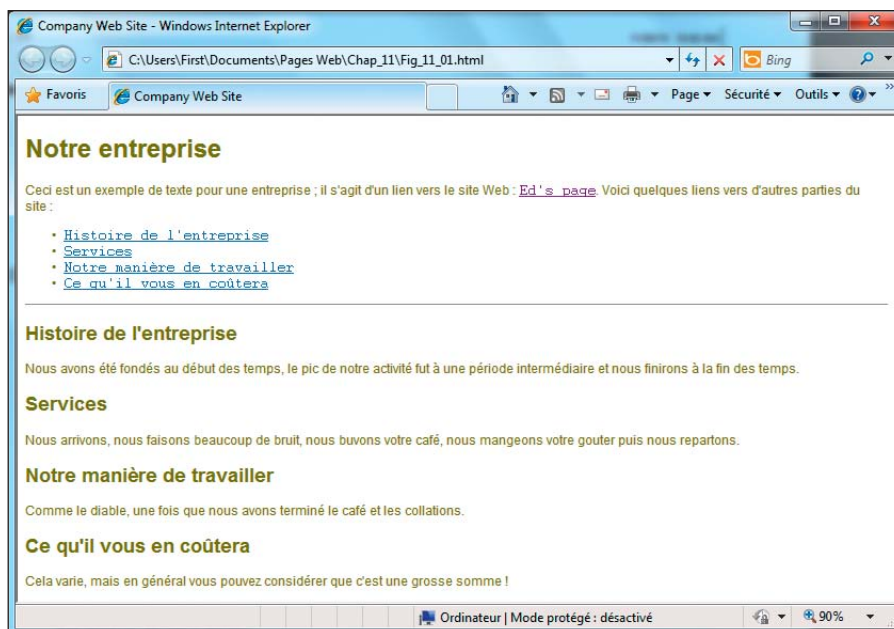 Company Web Site - Windows Internet Explorer
C:\Users\First\Documents\Pages Web\Chap_11\Fig_11_01.html
Bing
Favoris
Company Web Site
Page
Sécurité
Outils
Notre entreprise
Ceci est un exemple de texte pour une entreprise ; il s'agit d'un lien vers le site Web : Ed's page. Voici quelques liens vers d'autres parties du
site :
• Histoire de l'entreprise
• Services
• Notre manière de travailler
• Ce qu'il vous en coûtera
Histoire de l'entreprise
Nous avons été fondés au début des temps, le pic de notre activité fut à une période intermédiaire et nous finirons à la fin des temps.
Services
Nous arrivons, nous faisons beaucoup de bruit, nous buvons votre café, nous mangeons votre gouter puis nous repartons.
Notre manière de travailler
Comme le diable, une fois que nous avons terminé le café et les collations.
Ce qu'il vous en coûtera
Cela varie, mais en général vous pouvez considérer que c'est une grosse somme !
Ordinateur | Mode protégé : désactivé
90%